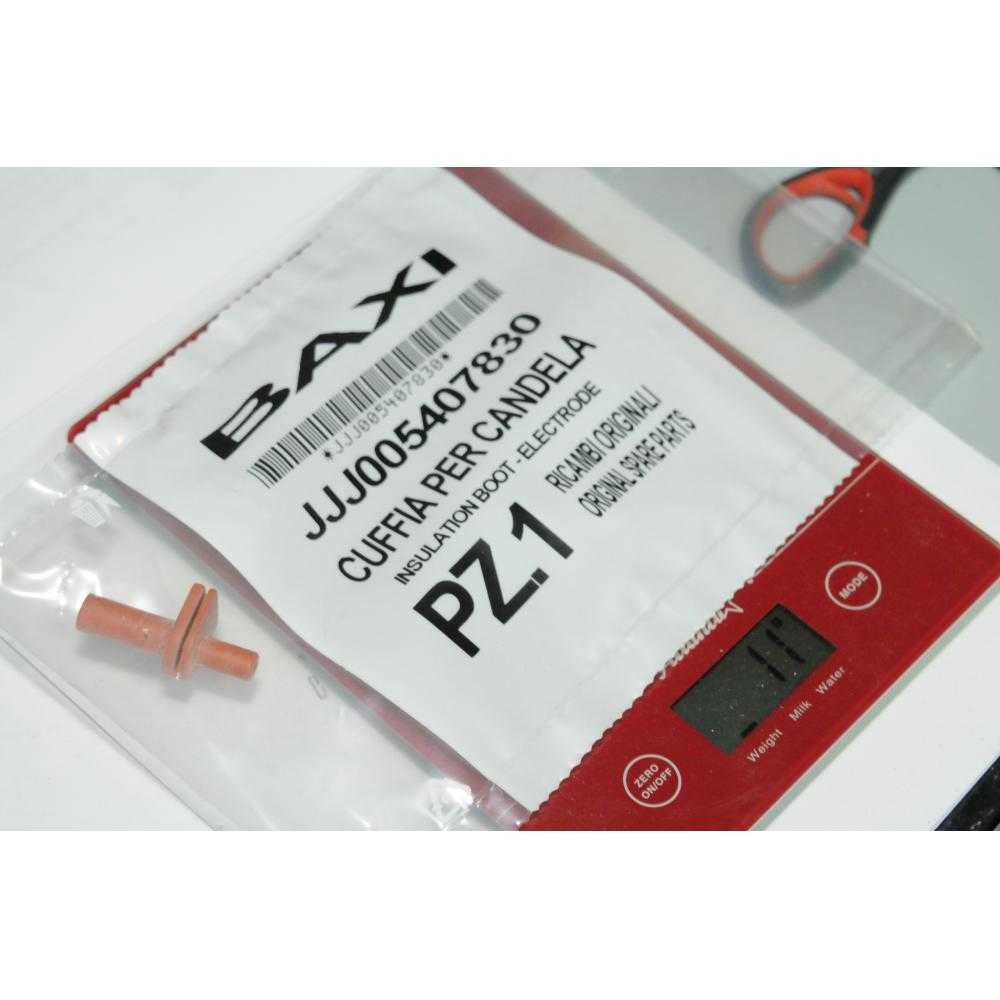 BAXI
*JJJ005407830*
JJJ005407830
CUFFIA PER CANDELA
INSULATION BOOT - ELECTRODE
PZ.1
RICAMBI ORIGINALI
ORIGINAL SPARE PARTS
MODE
11
Weight Milk Water
ZERO
ON/OFF